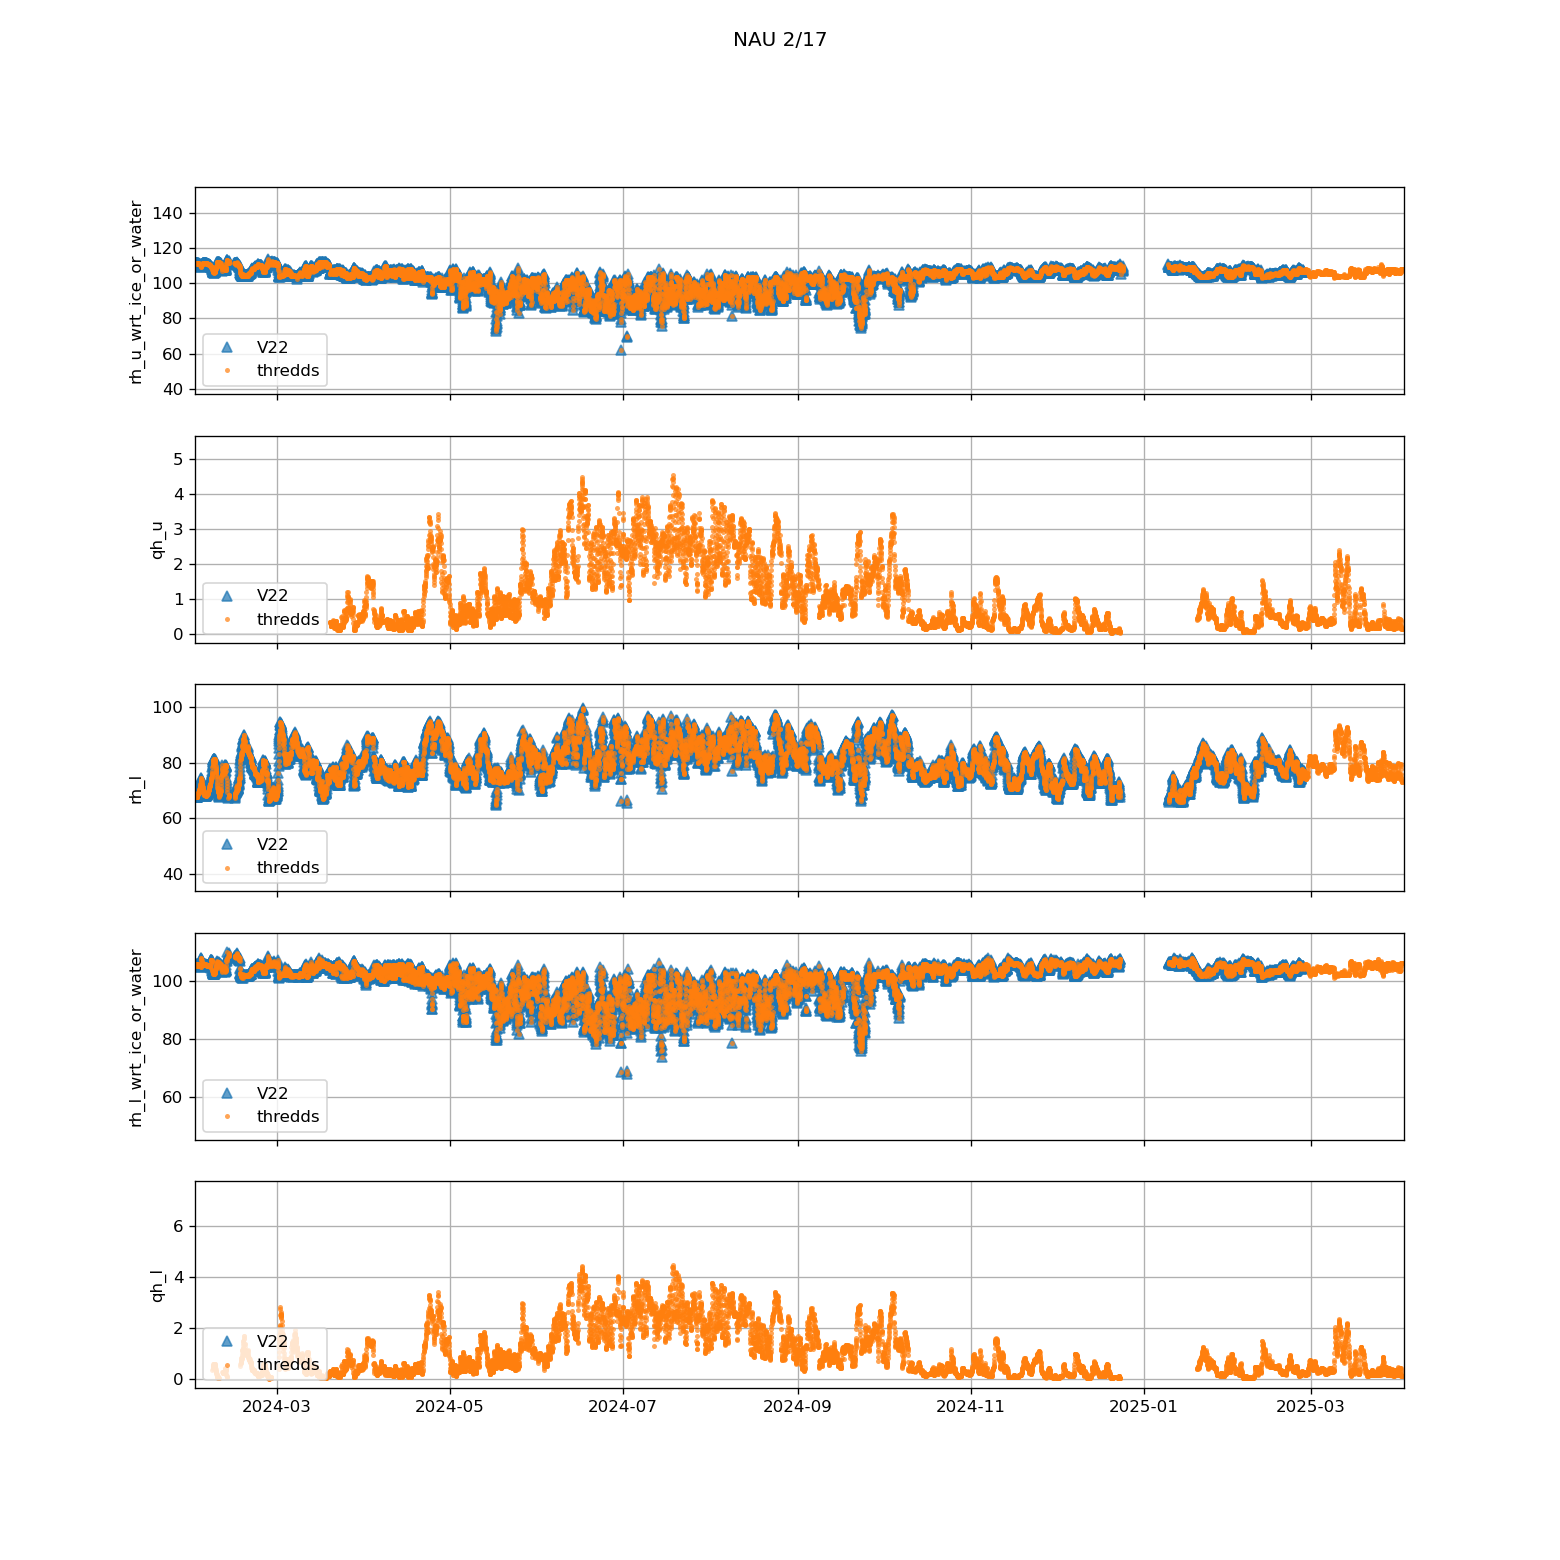 NAU 2/17
rh_u_wrt_ice_or_water
140
120
100
80
60
40
V22
thredds
qh_u
5
4
3
2
1
0
V22
thredds
rh_l
100
80
60
40
V22
thredds
rh_l_wrt_ice_or_water
100
80
60
V22
thredds
qh_l
6
4
2
0
V22
thredds
2024-03 2024-05 2024-07 2024-09 2024-11 2025-01 2025-03